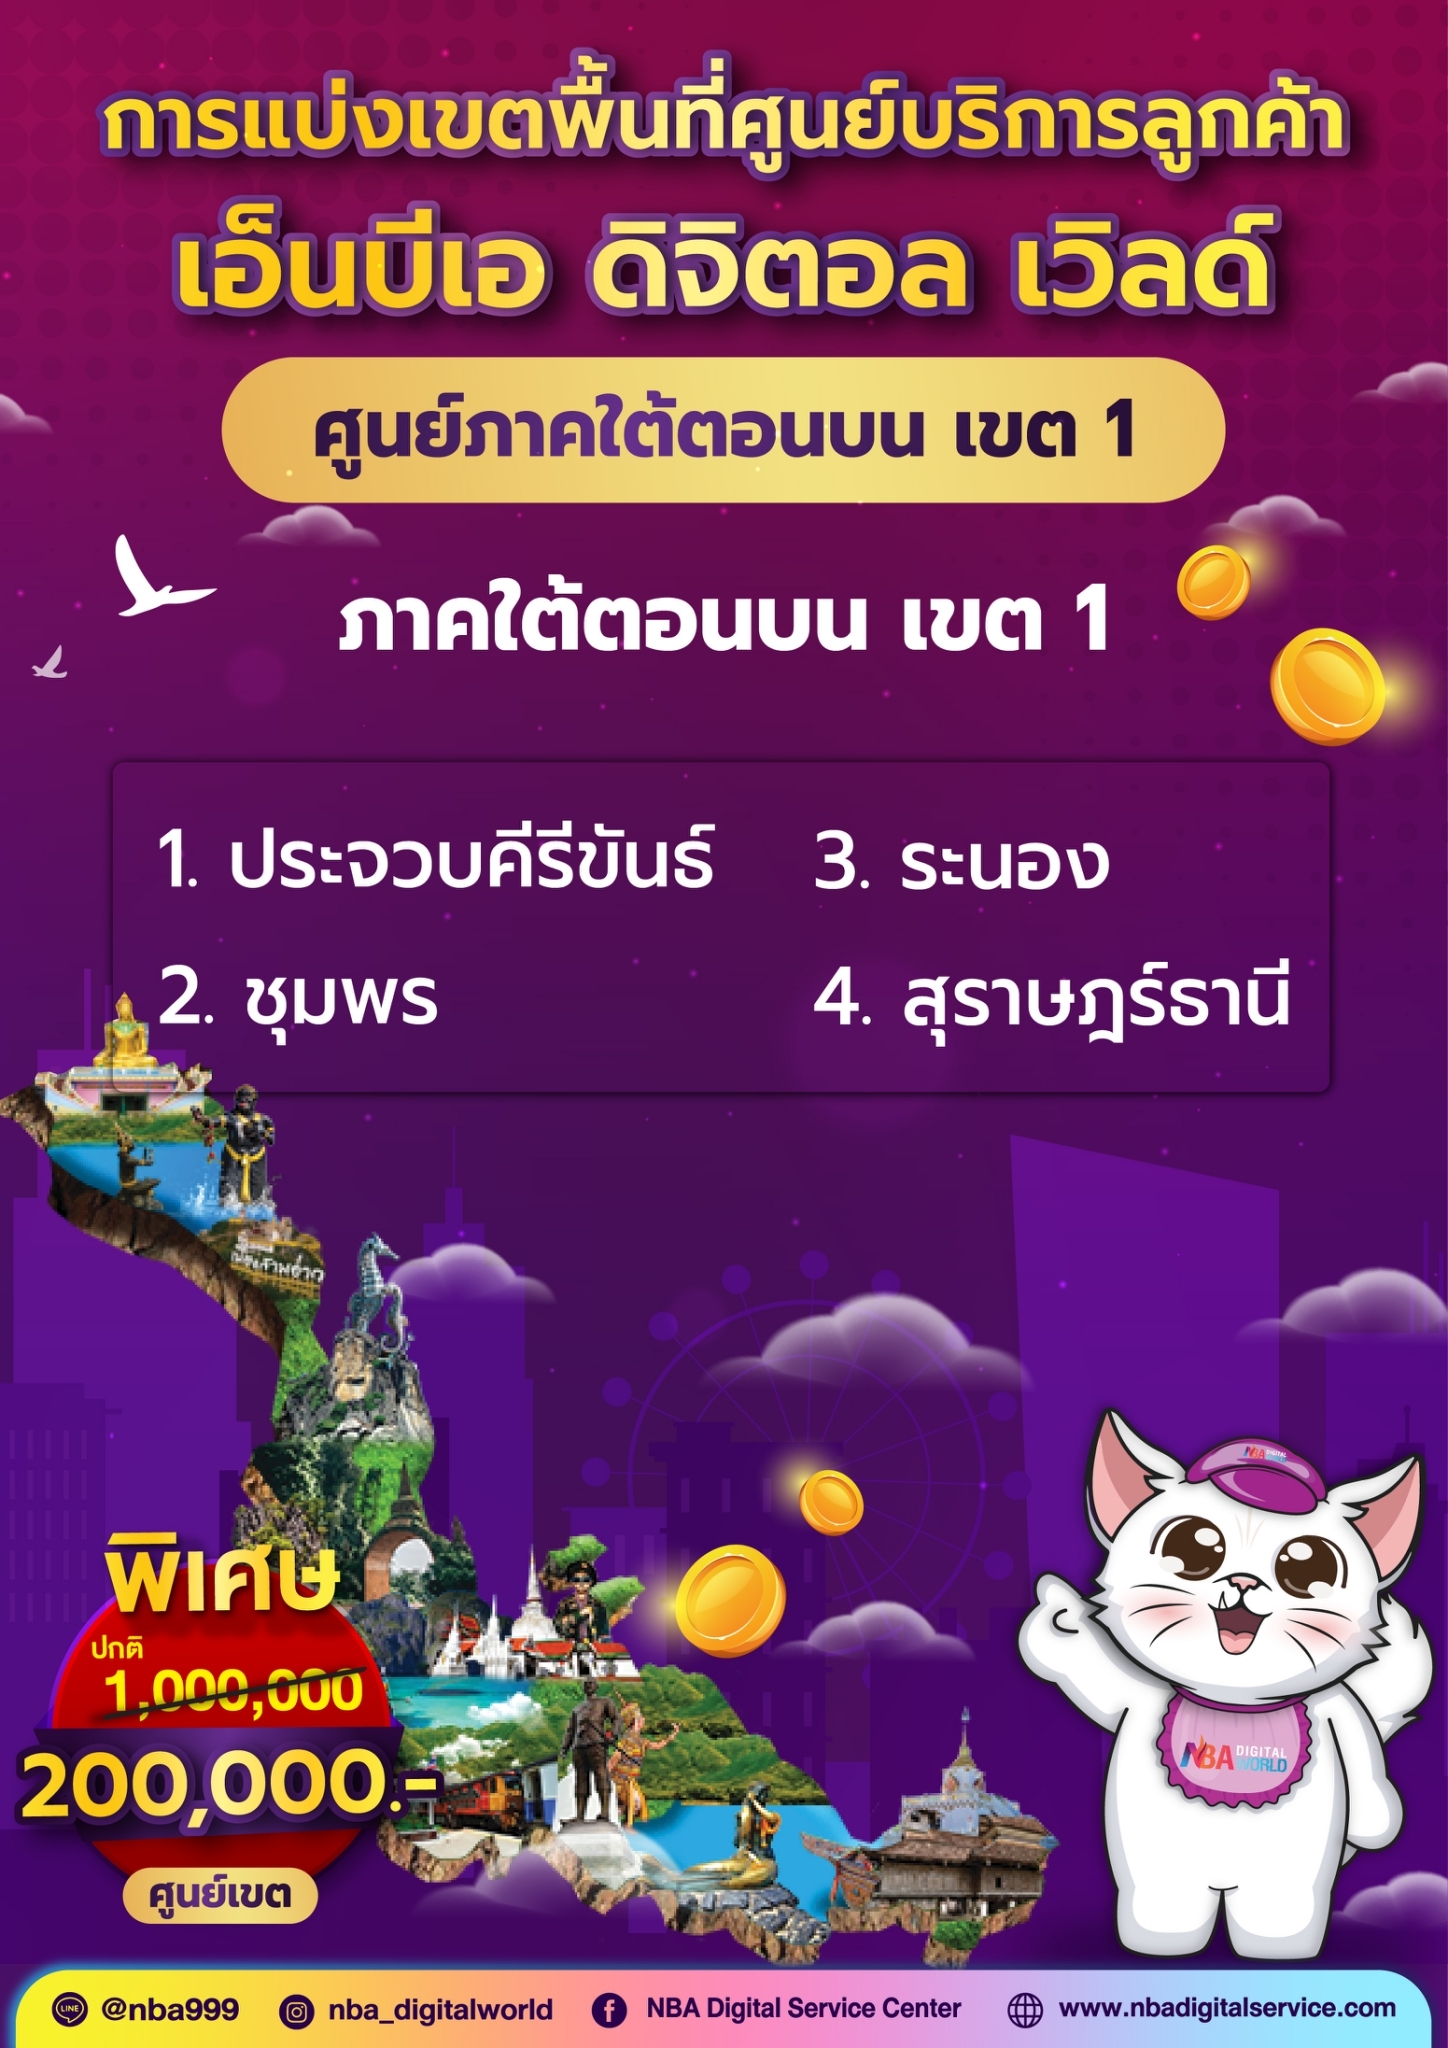 การแบ่งเขตพื้นที่ศูนย์บริการลูกค้า
เอ็นบีเอ ดิจิตอล เวิลด์
ศูนย์ภาคใต้ตอนบน เขต 1
ภาคใต้ตอนบน เขต 1
1. ประจวบคีรีขันธ์
2. ชุมพร
3. ระนอง
4. สุราษฎร์ธานี
พิเศษ
ปกติ
1,000,000
200,000.-
ศูนย์เขต
NBA DIGITAL WORLD
NBA DIGITAL WORLD
LINE @nba999 nba_digitalworld NBA Digital Service Center www.nbadigitalservice.com